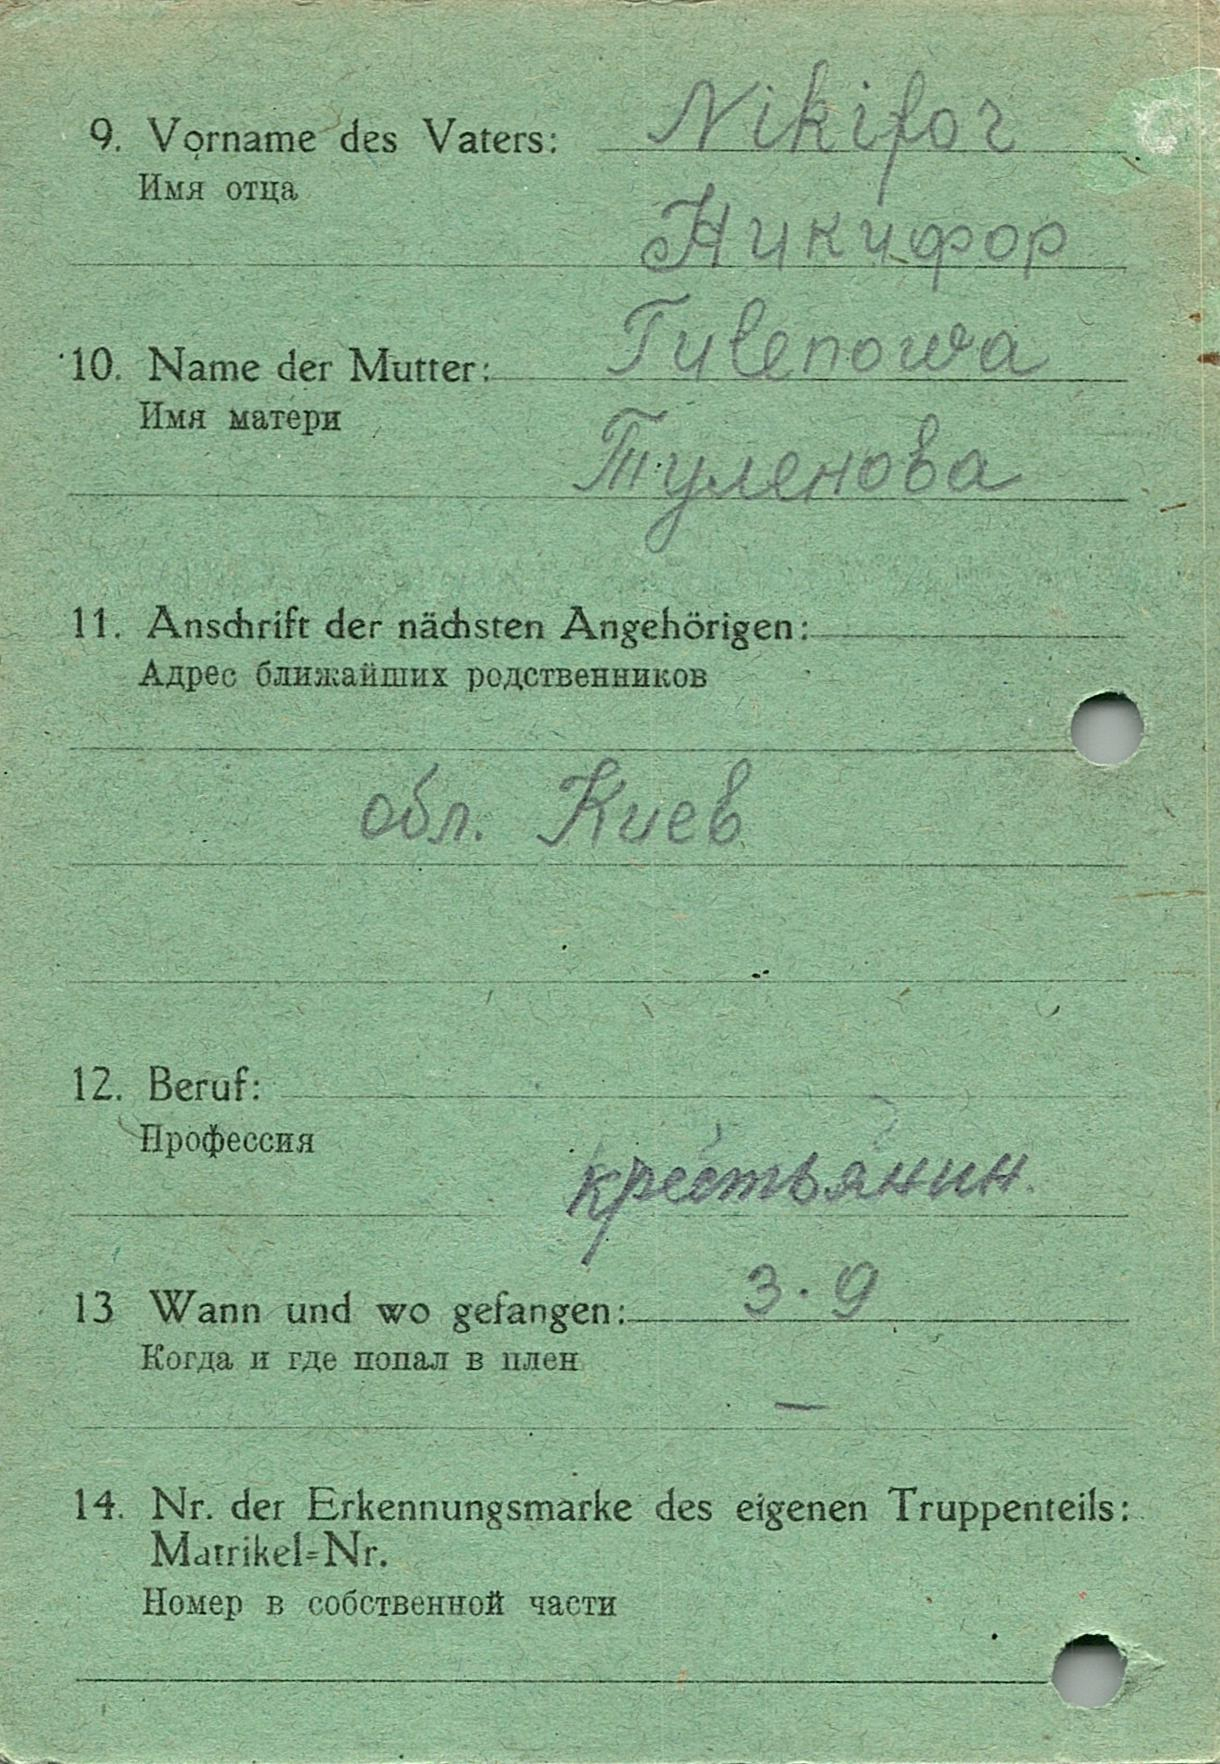 9. Vorname des Vaters: Nikifor
Имя отца
Никифор
10. Name der Mutter: Tulenowa
Имя матери
Туленова
11. Anschrift der nächsten Angehörigen:
Адрес ближайших родственников
обл. Киев
12. Beruf:
Профессия
крестьянин.
13 Wann und wo gefangen: 3.9
Когда и где попал в плен
—
14. Nr. der Erkennungsmarke des eigenen Truppenteils:
Matrikel=Nr.
Номер в собственной части